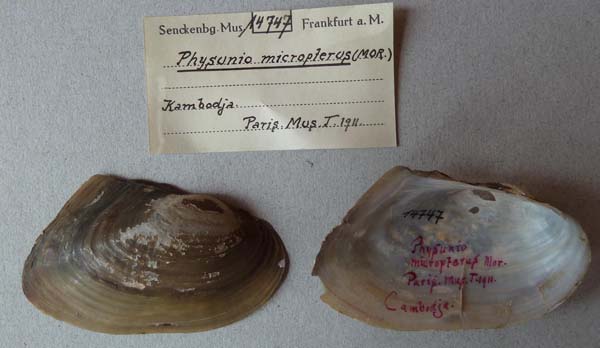 Senckenbg. Mus. 14747 Frankfurt a. M.
Physunio micropterus (MOR.)
Kambodja.
Paris. Mus. T. 1911.
14747
Physunio
micropterus Mor.
Paris. Mus. T. 1911.
Cambodja.